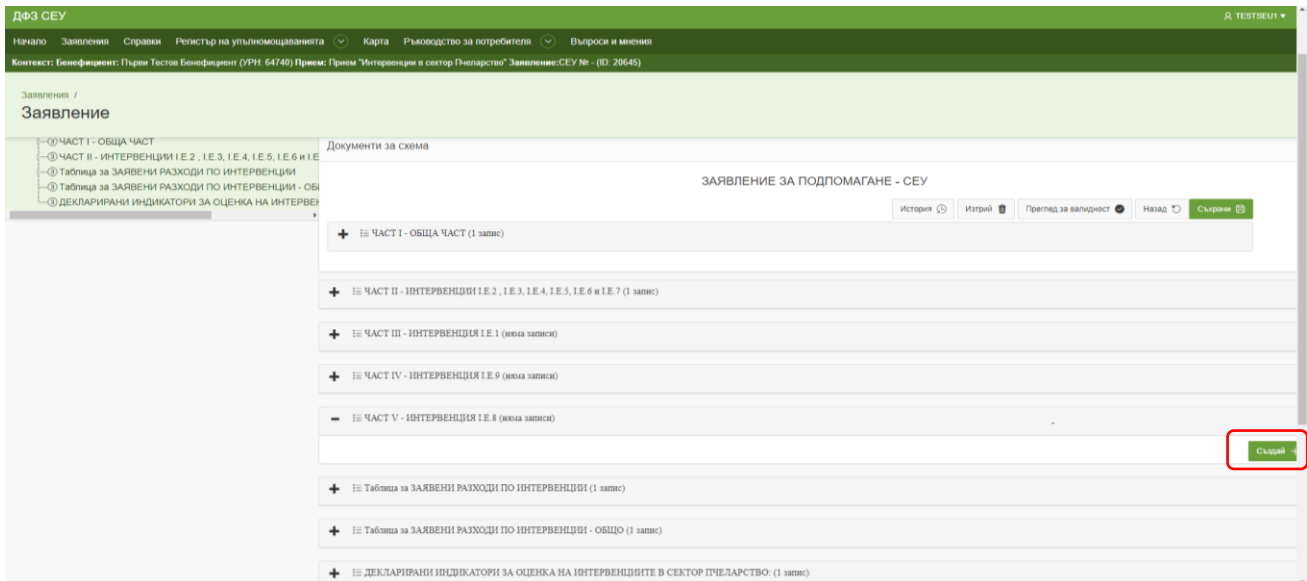 ДФЗ СЕУ
TESTSEU1
Начало Заявления Справки Регистър на упълномощаванията Карта Ръководство за потребителя Въпроси и мнения
Контекст: Бенефициент: Първи Тестов Бенефициент (УРН: 64740) Прием: Прием "Интервенции в сектор Пчеларство" Заявление:СЕУ № - (ID: 20645)
Заявления /
Заявление
ЧАСТ I - ОБЩА ЧАСТ
ЧАСТ II - ИНТЕРВЕНЦИИ I.E.2 , I.E.3, I.E.4, I.E.5, I.E.6 и I.E
Таблица за ЗАЯВЕНИ РАЗХОДИ ПО ИНТЕРВЕНЦИИ
Таблица за ЗАЯВЕНИ РАЗХОДИ ПО ИНТЕРВЕНЦИИ - ОБ
ДЕКЛАРИРАНИ ИНДИКАТОРИ ЗА ОЦЕНКА НА ИНТЕРВЕН
Документи за схема
ЗАЯВЛЕНИЕ ЗА ПОДПОМАГАНЕ - СЕУ
История Изтрий Преглед за валидност Назад Съхрани
ЧАСТ I - ОБЩА ЧАСТ (1 запис)
ЧАСТ II - ИНТЕРВЕНЦИИ I.E.2 , I.E.3, I.E.4, I.E.5, I.E.6 и I.E.7 (1 запис)
ЧАСТ III - ИНТЕРВЕНЦИЯ I.E.1 (няма записи)
ЧАСТ IV - ИНТЕРВЕНЦИЯ I.E.9 (няма записи)
ЧАСТ V - ИНТЕРВЕНЦИЯ I.E.8 (няма записи)
Създай +
Таблица за ЗАЯВЕНИ РАЗХОДИ ПО ИНТЕРВЕНЦИИ (1 запис)
Таблица за ЗАЯВЕНИ РАЗХОДИ ПО ИНТЕРВЕНЦИИ - ОБЩО (1 запис)
ДЕКЛАРИРАНИ ИНДИКАТОРИ ЗА ОЦЕНКА НА ИНТЕРВЕНЦИИТЕ В СЕКТОР ПЧЕЛАРСТВО: (1 запис)